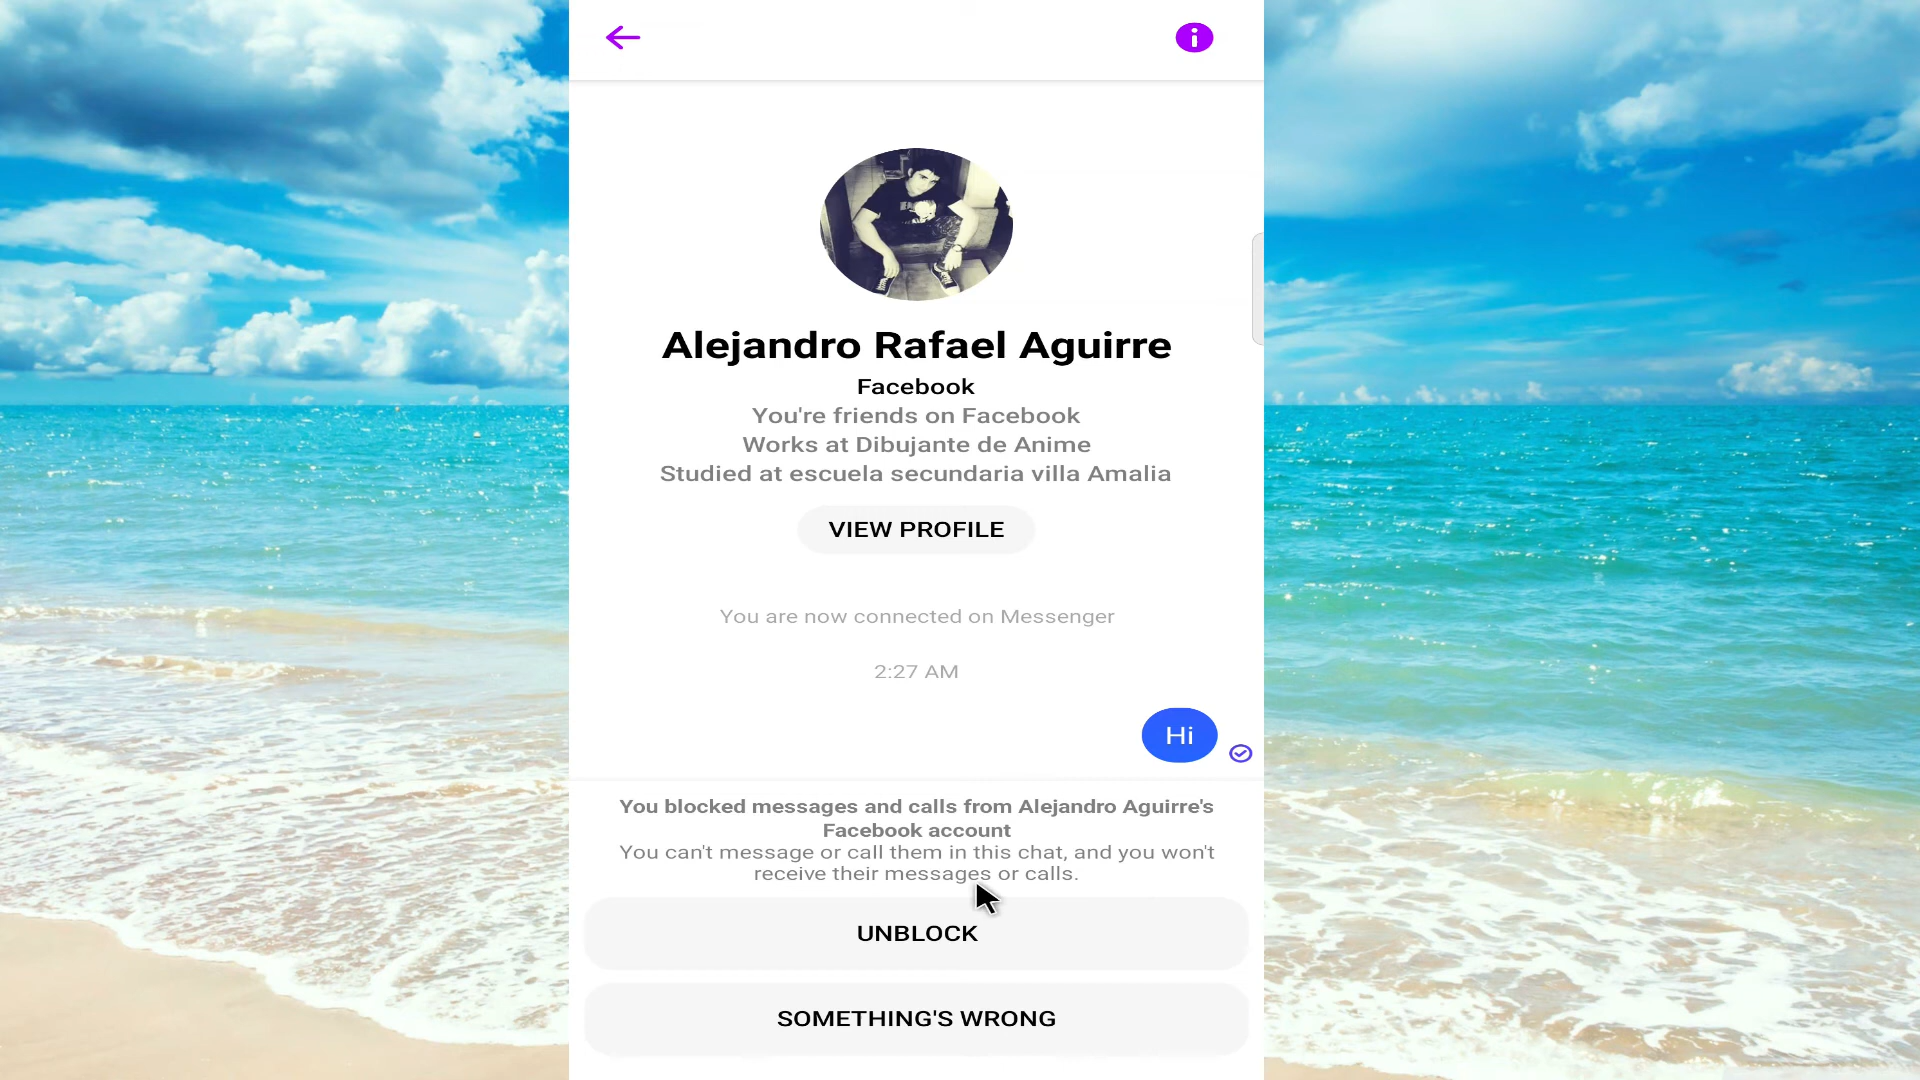 Alejandro Rafael Aguirre
Facebook
You're friends on Facebook
Works at Dibujante de Anime
Studied at escuela secundaria villa Amalia
VIEW PROFILE
You are now connected on Messenger
2:27 AM
Hi
You blocked messages and calls from Alejandro Aguirre's
Facebook account
You can't message or call them in this chat, and you won't
receive their messages or calls.
UNBLOCK
SOMETHING'S WRONG